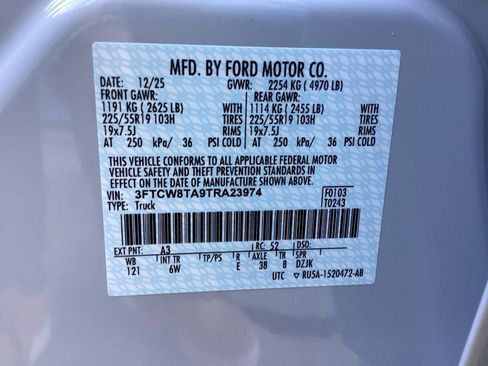 MFD. BY FORD MOTOR CO.
DATE: 12/25 GVWR: 2254 KG ( 4970 LB)
FRONT GAWR: REAR GAWR:
1191 KG ( 2625 LB) WITH 1114 KG ( 2455 LB) WITH
225/55R19 103H TIRES 225/55R19 103H TIRES
19x7.5J RIMS 19x7.5J RIMS
AT 250 kPa/ 36 PSI COLD AT 250 kPa/ 36 PSI COLD
THIS VEHICLE CONFORMS TO ALL APPLICABLE FEDERAL MOTOR
VEHICLE SAFETY AND THEFT PREVENTION STANDARDS IN
EFFECT ON THE DATE OF MANUFACTURE SHOWN ABOVE.
VIN: 3FTCW8TA9TRA23974 F0103
TYPE: Truck T0243
EXT PNT: A3 RC: 52 DSO:
WB INT TR TP/PS R AXLE TR SPR
121 6W E 38 8 DZJK
UTC ▽ RU5A-1520472-AB